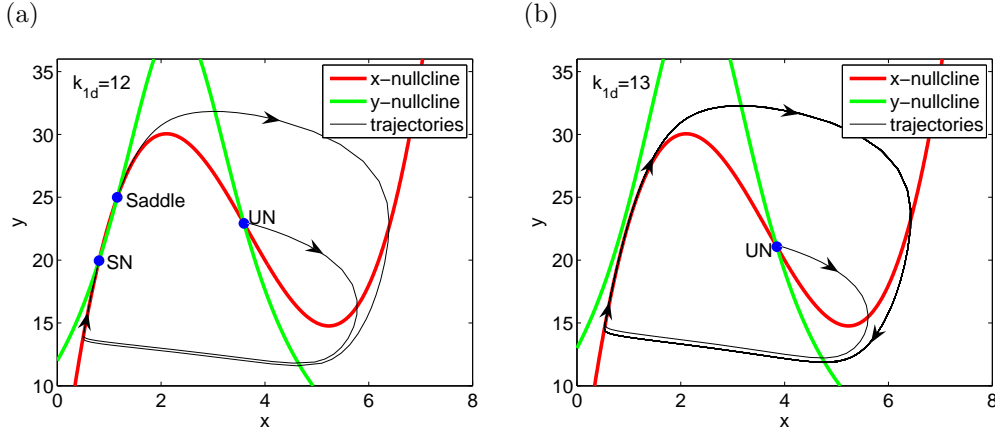 (a)
k1d=12
x-nullcline
y-nullcline
trajectories
Saddle
SN
UN
y
35
30
25
20
15
10
0
2
4
6
8
x
(b)
k1d=13
x-nullcline
y-nullcline
trajectories
UN
y
35
30
25
20
15
10
0
2
4
6
8
x